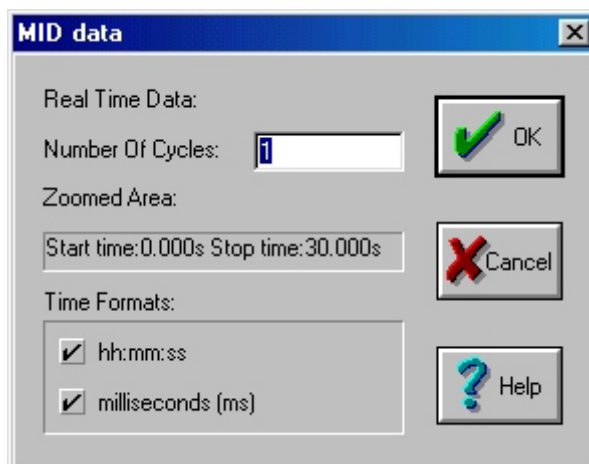 MID data
Real Time Data:
Number Of Cycles: 1
OK
Zoomed Area:
Start time:0.000s Stop time:30.000s
Cancel
Time Formats:
hh:mm:ss
milliseconds (ms)
Help